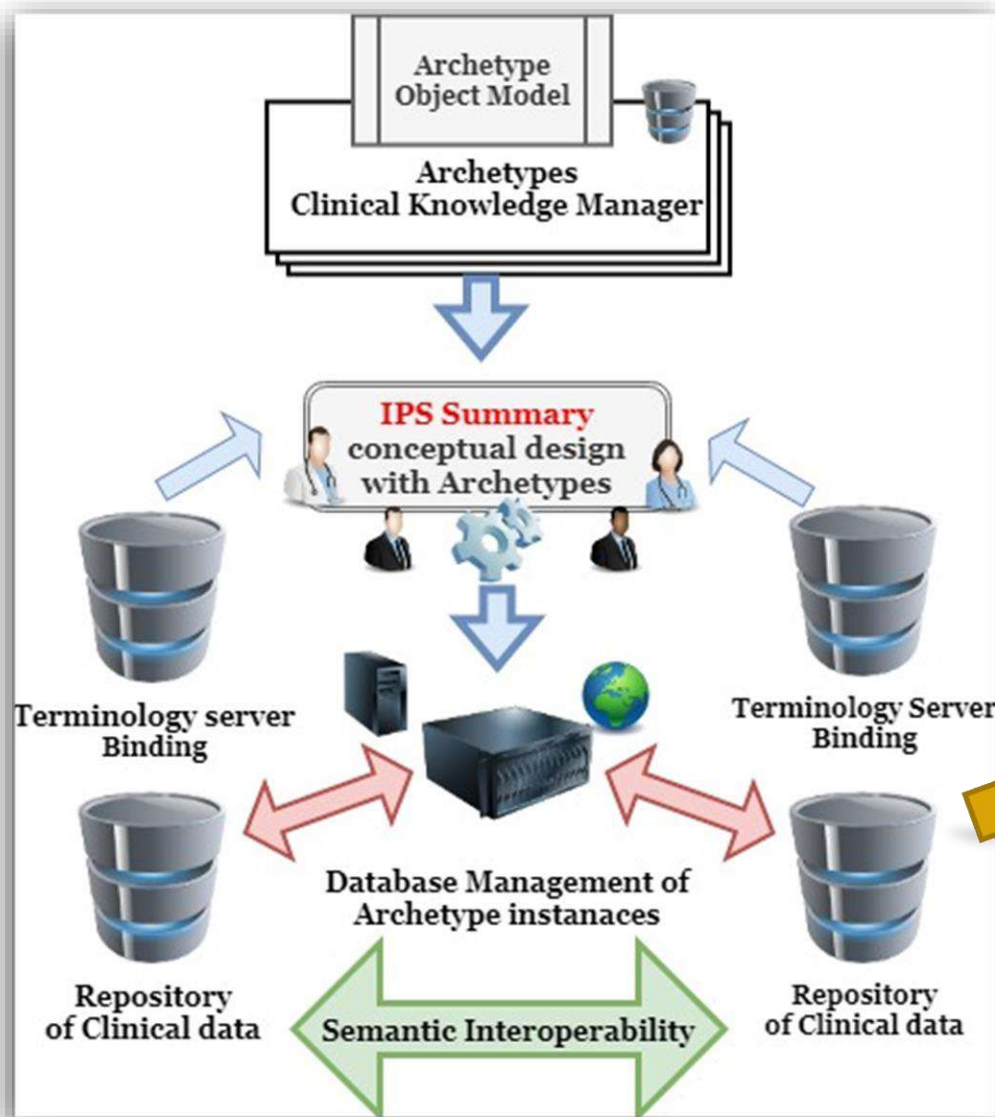 Archetype
Object Model
Archetypes
Clinical Knowledge Manager
IPS Summary
conceptual design
with Archetypes
Terminology server
Binding
Terminology Server
Binding
Database Management of
Archetype instanaces
Repository
of Clinical data
Repository
of Clinical data
Semantic Interoperability